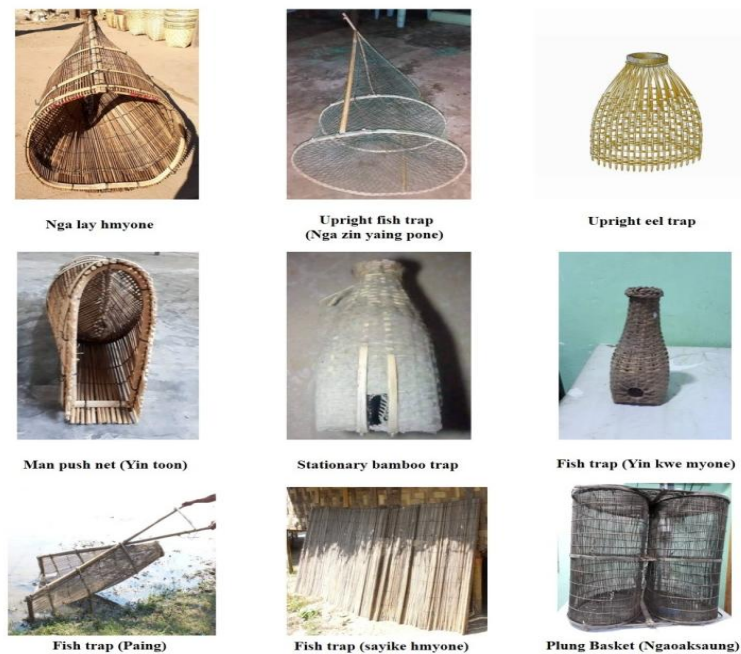 Nga lay hmyone
Upright fish trap
(Nga zin yaing pone)
Upright eel trap
Man push net (Yin toon)
Stationary bamboo trap
Fish trap (Yin kwe myone)
Fish trap (Paing)
Fish trap (sayike hmyone)
Plung Basket (Ngaoaksaung)